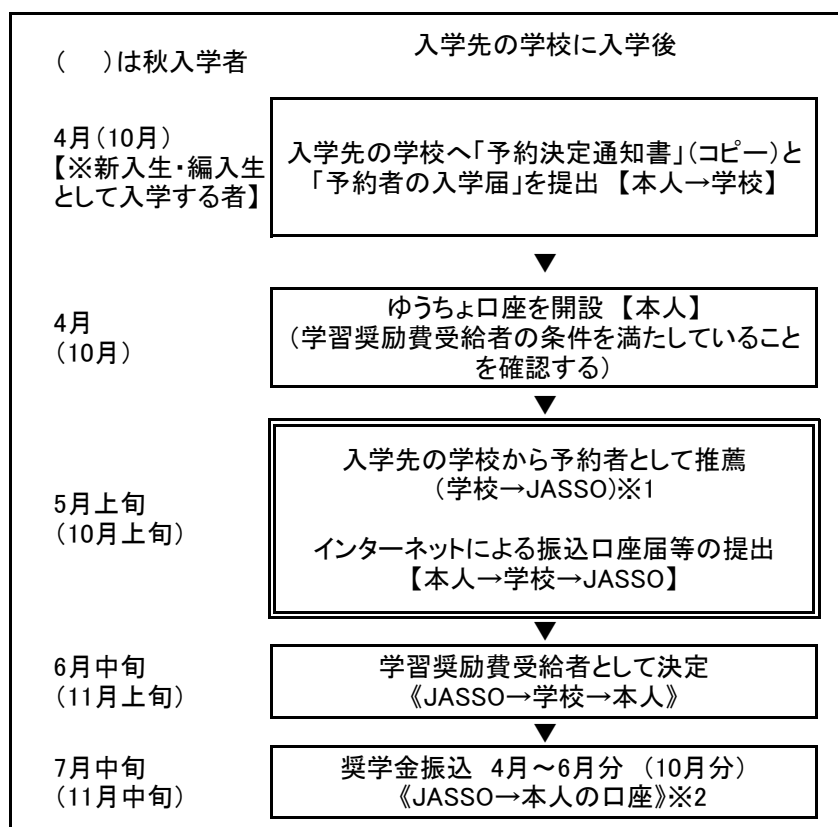 (　)は秋入学者
入学先の学校に入学後
4月(10月)
【※新入生・編入生
として入学する者】
入学先の学校へ「予約決定通知書」(コピー)と
「予約者の入学届」を提出 【本人→学校】
▼
4月
(10月)
ゆうちょ口座を開設 【本人】
(学習奨励費受給者の条件を満たしていること
を確認する)
▼
5月上旬
(10月上旬)
入学先の学校から予約者として推薦
(学校→JASSO)※1
インターネットによる振込口座届等の提出
【本人→学校→JASSO】
▼
6月中旬
(11月上旬)
学習奨励費受給者として決定
《JASSO→学校→本人》
▼
7月中旬
(11月中旬)
奨学金振込 4月~6月分 (10月分)
《JASSO→本人の口座》※2